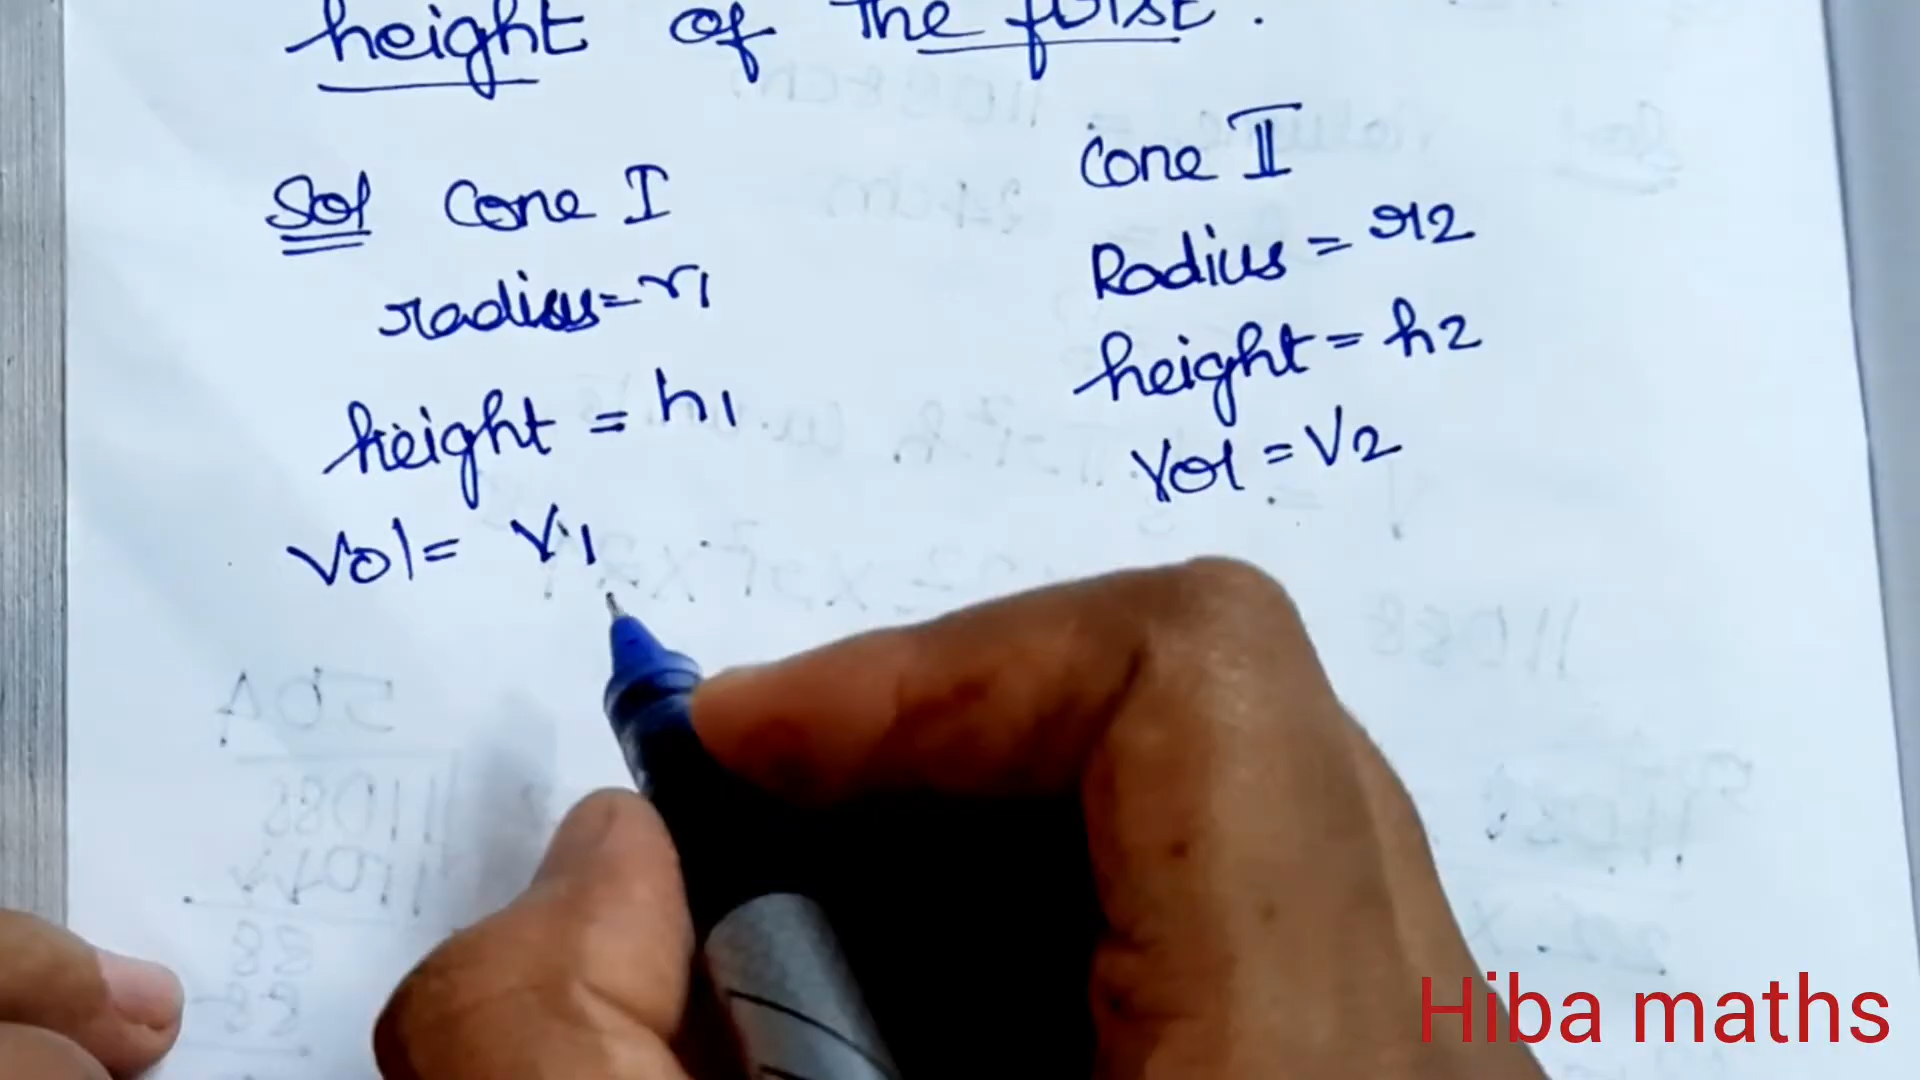 height of the first.
Sol Cone I
radius = r1
height = h1
Vol = V1
Cone II
Radius = r2
height = h2
Vol = V2
Hiba maths